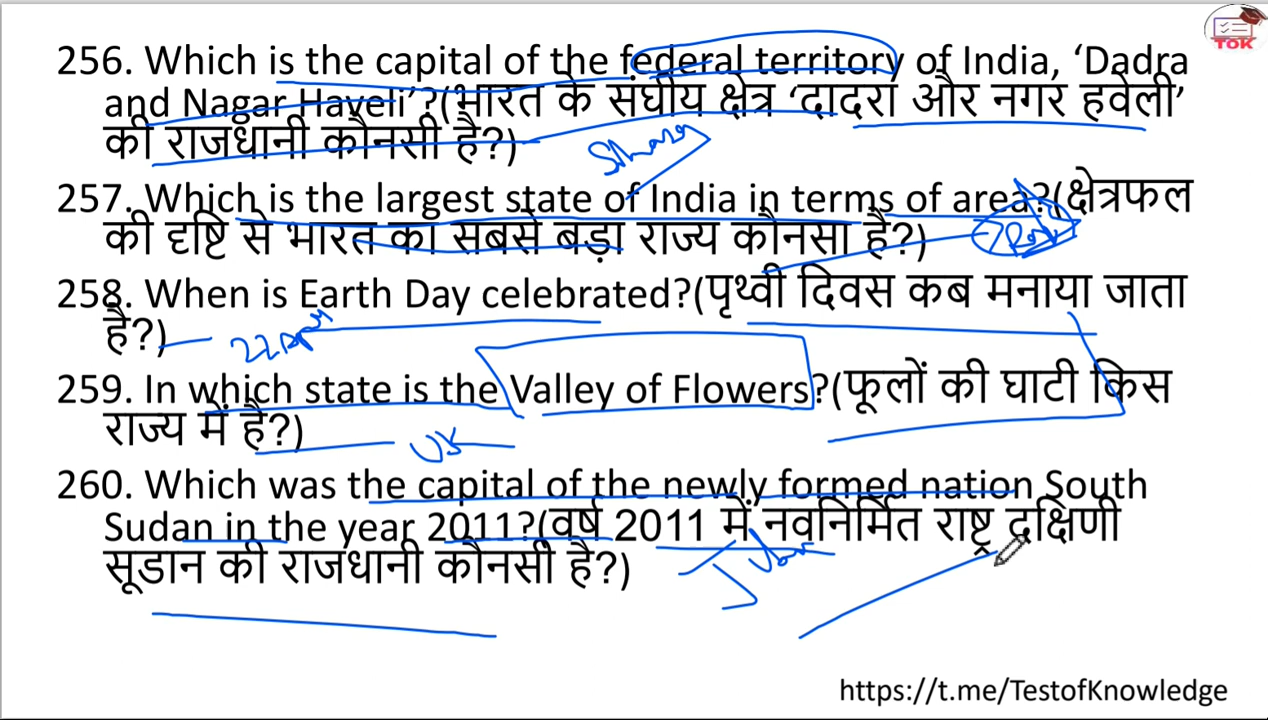 TOK
256. Which is the capital of the federal territory of India, ‘Dadra
and Nagar Haveli’?(भारत के संघीय क्षेत्र ‘दादरा और नगर हवेली’
की राजधानी कौनसी है?)
257. Which is the largest state of India in terms of area?(क्षेत्रफल
की दृष्टि से भारत का सबसे बड़ा राज्य कौनसा है?)
258. When is Earth Day celebrated?(पृथ्वी दिवस कब मनाया जाता
है?)
22 Apr
259. In which state is the Valley of Flowers?(फूलों की घाटी किस
राज्य में है?)
UK
260. Which was the capital of the newly formed nation South
Sudan in the year 2011?(वर्ष 2011 में नवनिर्मित राष्ट्र दक्षिणी
सूडान की राजधानी कौनसी है?)
https://t.me/TestofKnowledge